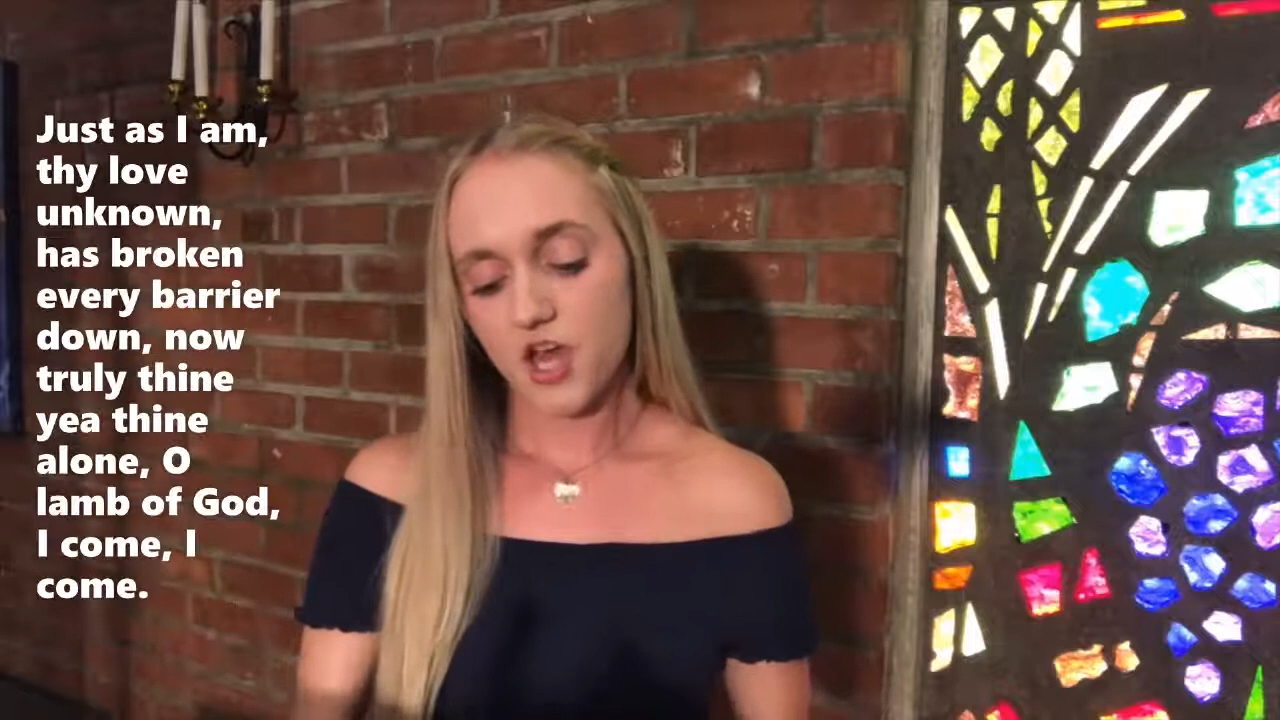 Just as I am,
thy love
unknown,
has broken
every barrier
down, now
truly thine
yea thine
alone, O
lamb of God,
I come, I
come.